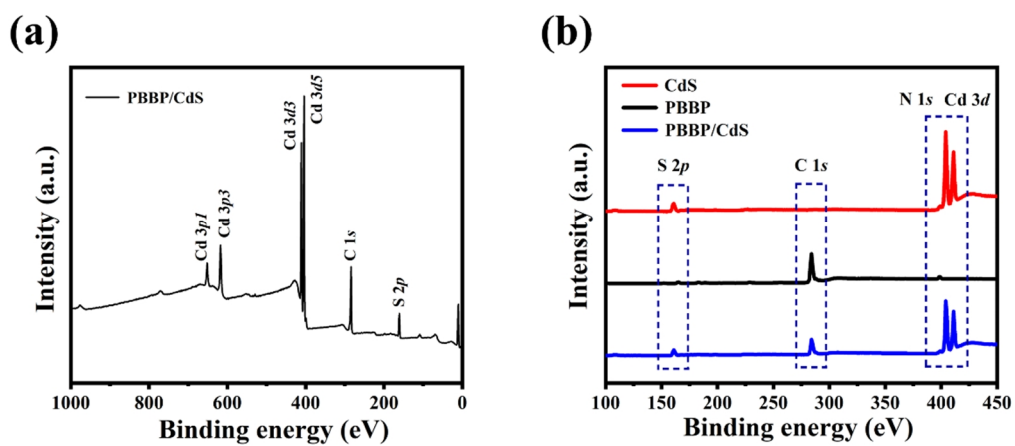 (a)
PBBP/CdS
Cd 3p1
Cd 3p3
Cd 3d3
Cd 3d5
C 1s
S 2p
Intensity (a.u.)
1000 800 600 400 200 0
Binding energy (eV)
(b)
CdS
PBBP
PBBP/CdS
S 2p
C 1s
N 1s Cd 3d
Intensity (a.u.)
100 150 200 250 300 350 400 450
Binding energy (eV)